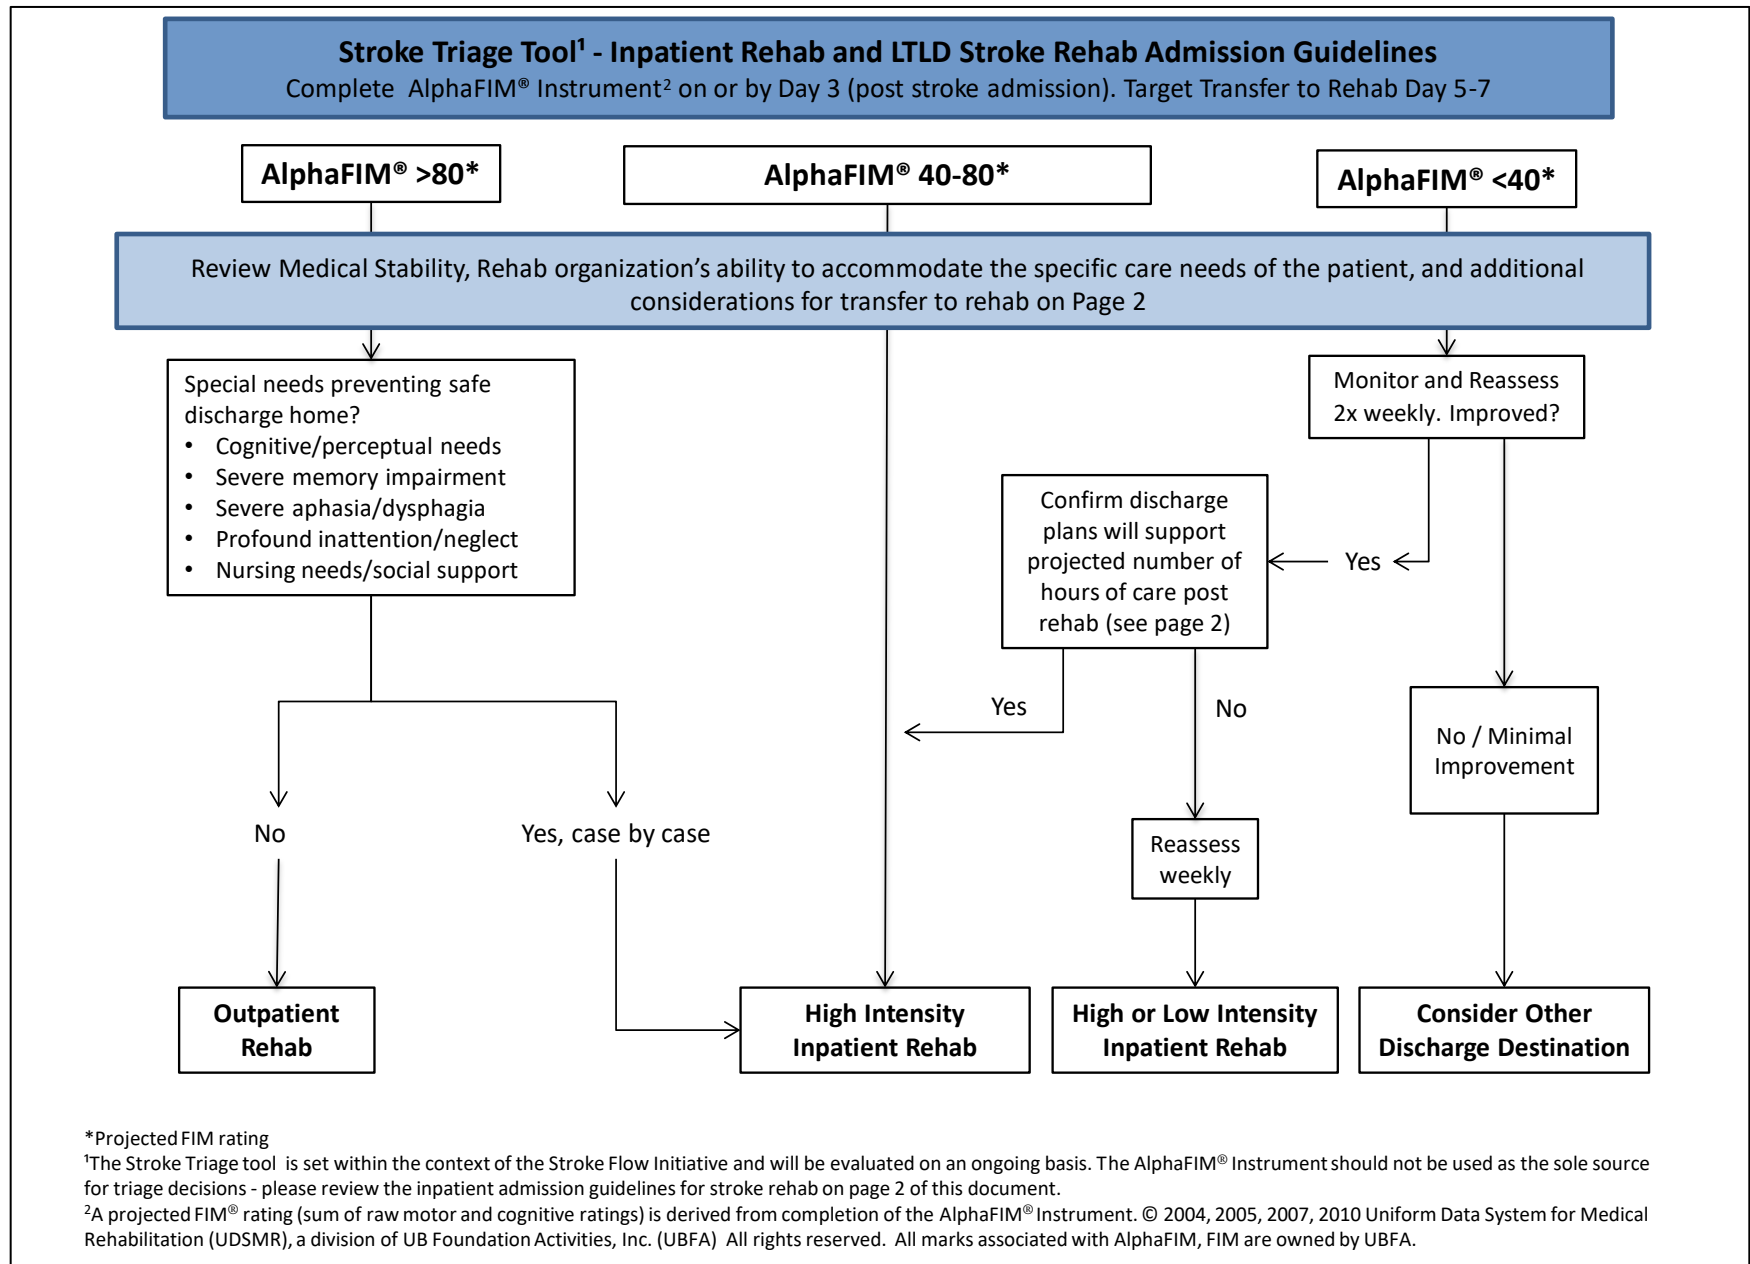 Stroke Triage Tool¹ - Inpatient Rehab and LTLD Stroke Rehab Admission Guidelines
Complete AlphaFIM® Instrument² on or by Day 3 (post stroke admission). Target Transfer to Rehab Day 5-7
AlphaFIM® >80*
AlphaFIM® 40-80*
AlphaFIM® <40*
Review Medical Stability, Rehab organization’s ability to accommodate the specific care needs of the patient, and additional
considerations for transfer to rehab on Page 2
Special needs preventing safe
discharge home?
• Cognitive/perceptual needs
• Severe memory impairment
• Severe aphasia/dysphagia
• Profound inattention/neglect
• Nursing needs/social support
Monitor and Reassess
2x weekly. Improved?
Confirm discharge
plans will support
projected number of
hours of care post
rehab (see page 2)
Yes
Yes
No
No / Minimal
Improvement
No
Yes, case by case
Reassess
weekly
Outpatient
Rehab
High Intensity
Inpatient Rehab
High or Low Intensity
Inpatient Rehab
Consider Other
Discharge Destination
*Projected FIM rating
¹The Stroke Triage tool is set within the context of the Stroke Flow Initiative and will be evaluated on an ongoing basis. The AlphaFIM® Instrument should not be used as the sole source
for triage decisions - please review the inpatient admission guidelines for stroke rehab on page 2 of this document.
²A projected FIM® rating (sum of raw motor and cognitive ratings) is derived from completion of the AlphaFIM® Instrument. © 2004, 2005, 2007, 2010 Uniform Data System for Medical
Rehabilitation (UDSMR), a division of UB Foundation Activities, Inc. (UBFA) All rights reserved. All marks associated with AlphaFIM, FIM are owned by UBFA.